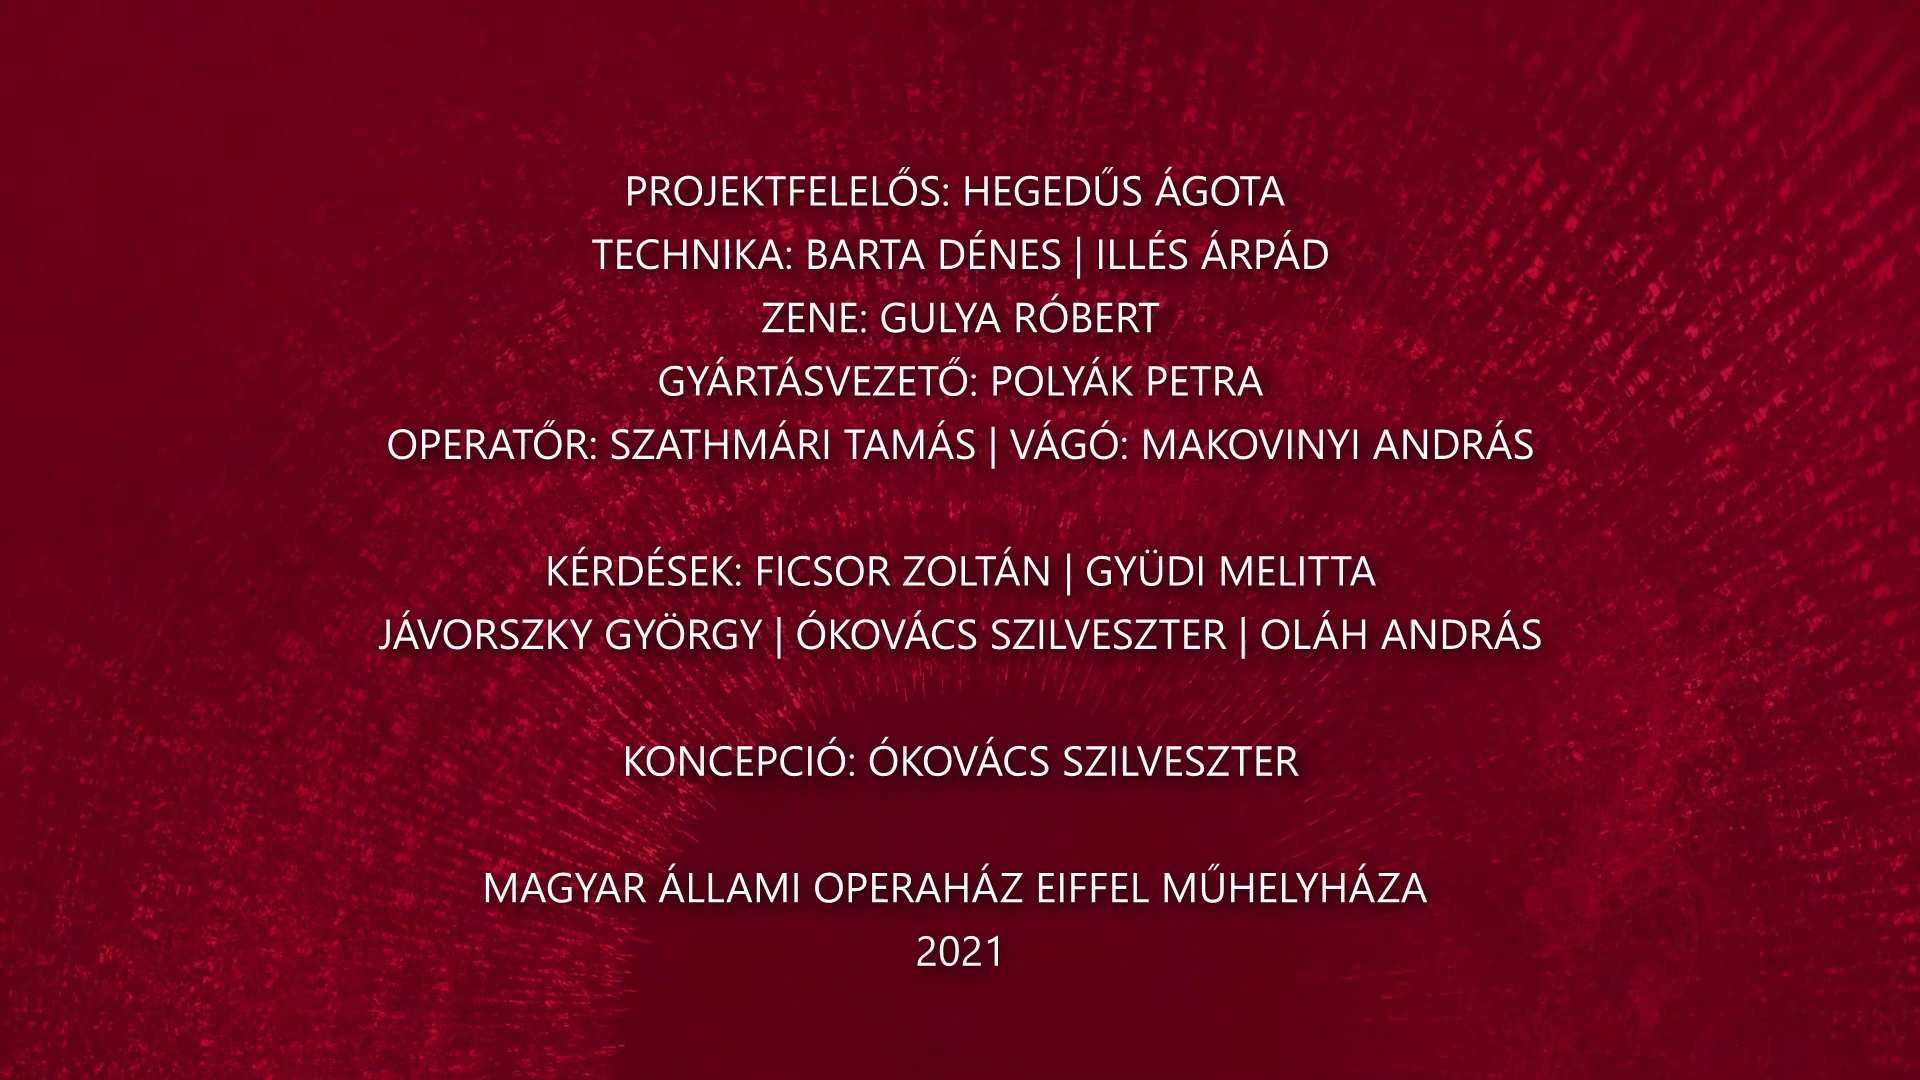 PROJEKTFELELŐS: HEGEDŰS ÁGOTA
TECHNIKA: BARTA DÉNES | ILLÉS ÁRPÁD
ZENE: GULYA RÓBERT
GYÁRTÁSVEZETŐ: POLYÁK PETRA
OPERATŐR: SZATHMÁRI TAMÁS | VÁGÓ: MAKOVINYI ANDRÁS
KÉRDÉSEK: FICSOR ZOLTÁN | GYÜDI MELITTA
JÁVORSZKY GYÖRGY | ÓKOVÁCS SZILVESZTER | OLÁH ANDRÁS
KONCEPCIÓ: ÓKOVÁCS SZILVESZTER
MAGYAR ÁLLAMI OPERAHÁZ EIFFEL MŰHELYHÁZA
2021